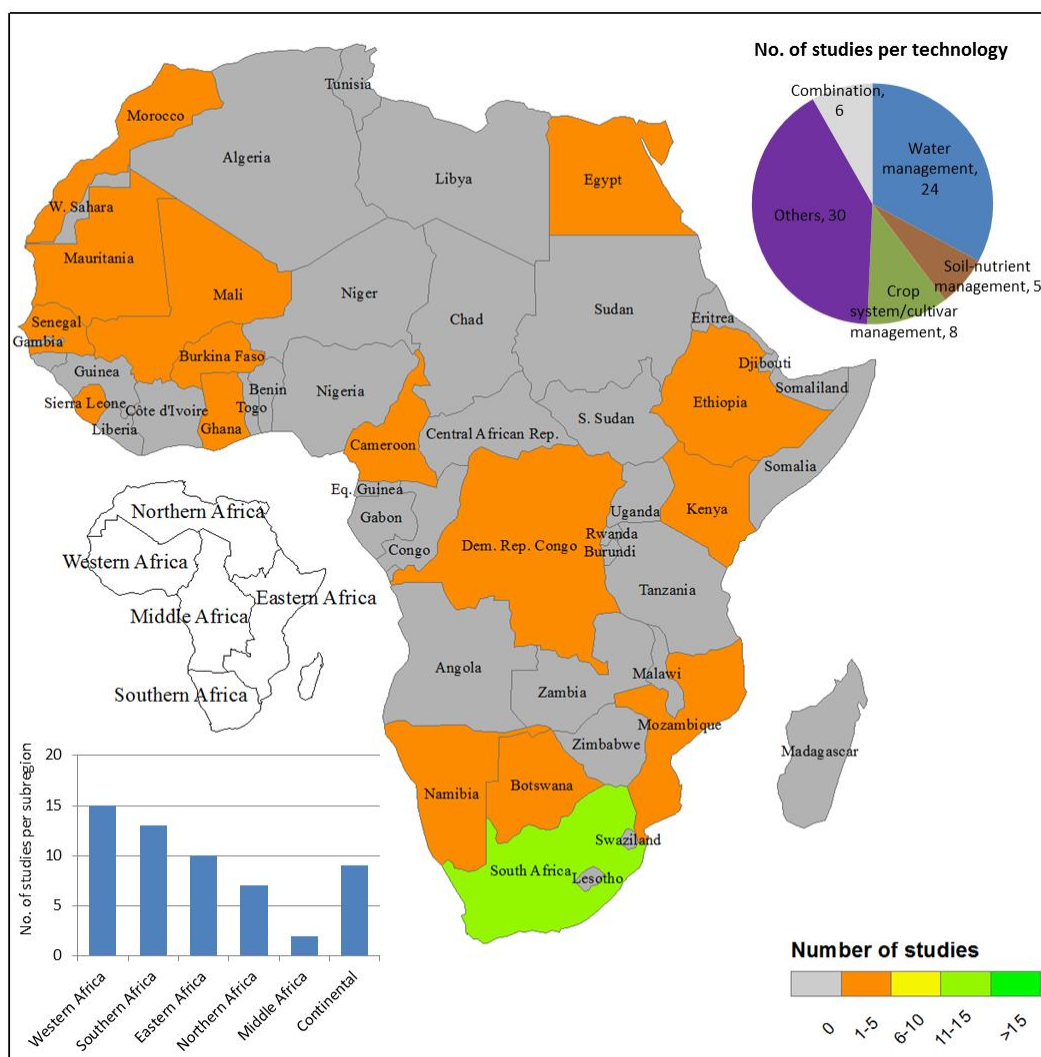 No. of studies per technology
Combination,
6
Water
management,
24
Others, 30
Soil-nutrient
management, 5
Crop
system/cultivar
management, 8
Tunisia
Morocco
Algeria
Libya
Egypt
W. Sahara
Mauritania
Mali
Niger
Chad
Sudan
Eritrea
Senegal
Gambia
Burkina Faso
Djibouti
Guinea
Benin
Nigeria
Somaliland
Sierra Leone
Côte d'Ivoire
Togo
Ethiopia
Liberia
Ghana
Cameroon
Central African Rep.
S. Sudan
Somalia
Eq. Guinea
Gabon
Uganda
Kenya
Congo
Dem. Rep. Congo
Rwanda
Burundi
Tanzania
Angola
Zambia
Malawi
Mozambique
Zimbabwe
Madagascar
Namibia
Botswana
Swaziland
South Africa
Lesotho
Northern Africa
Western Africa
Eastern Africa
Middle Africa
Southern Africa
No. of studies per subregion
20
15
10
5
0
Western Africa
Southern Africa
Eastern Africa
Northern Africa
Middle Africa
Continental
Number of studies
0
1-5
6-10
11-15
>15